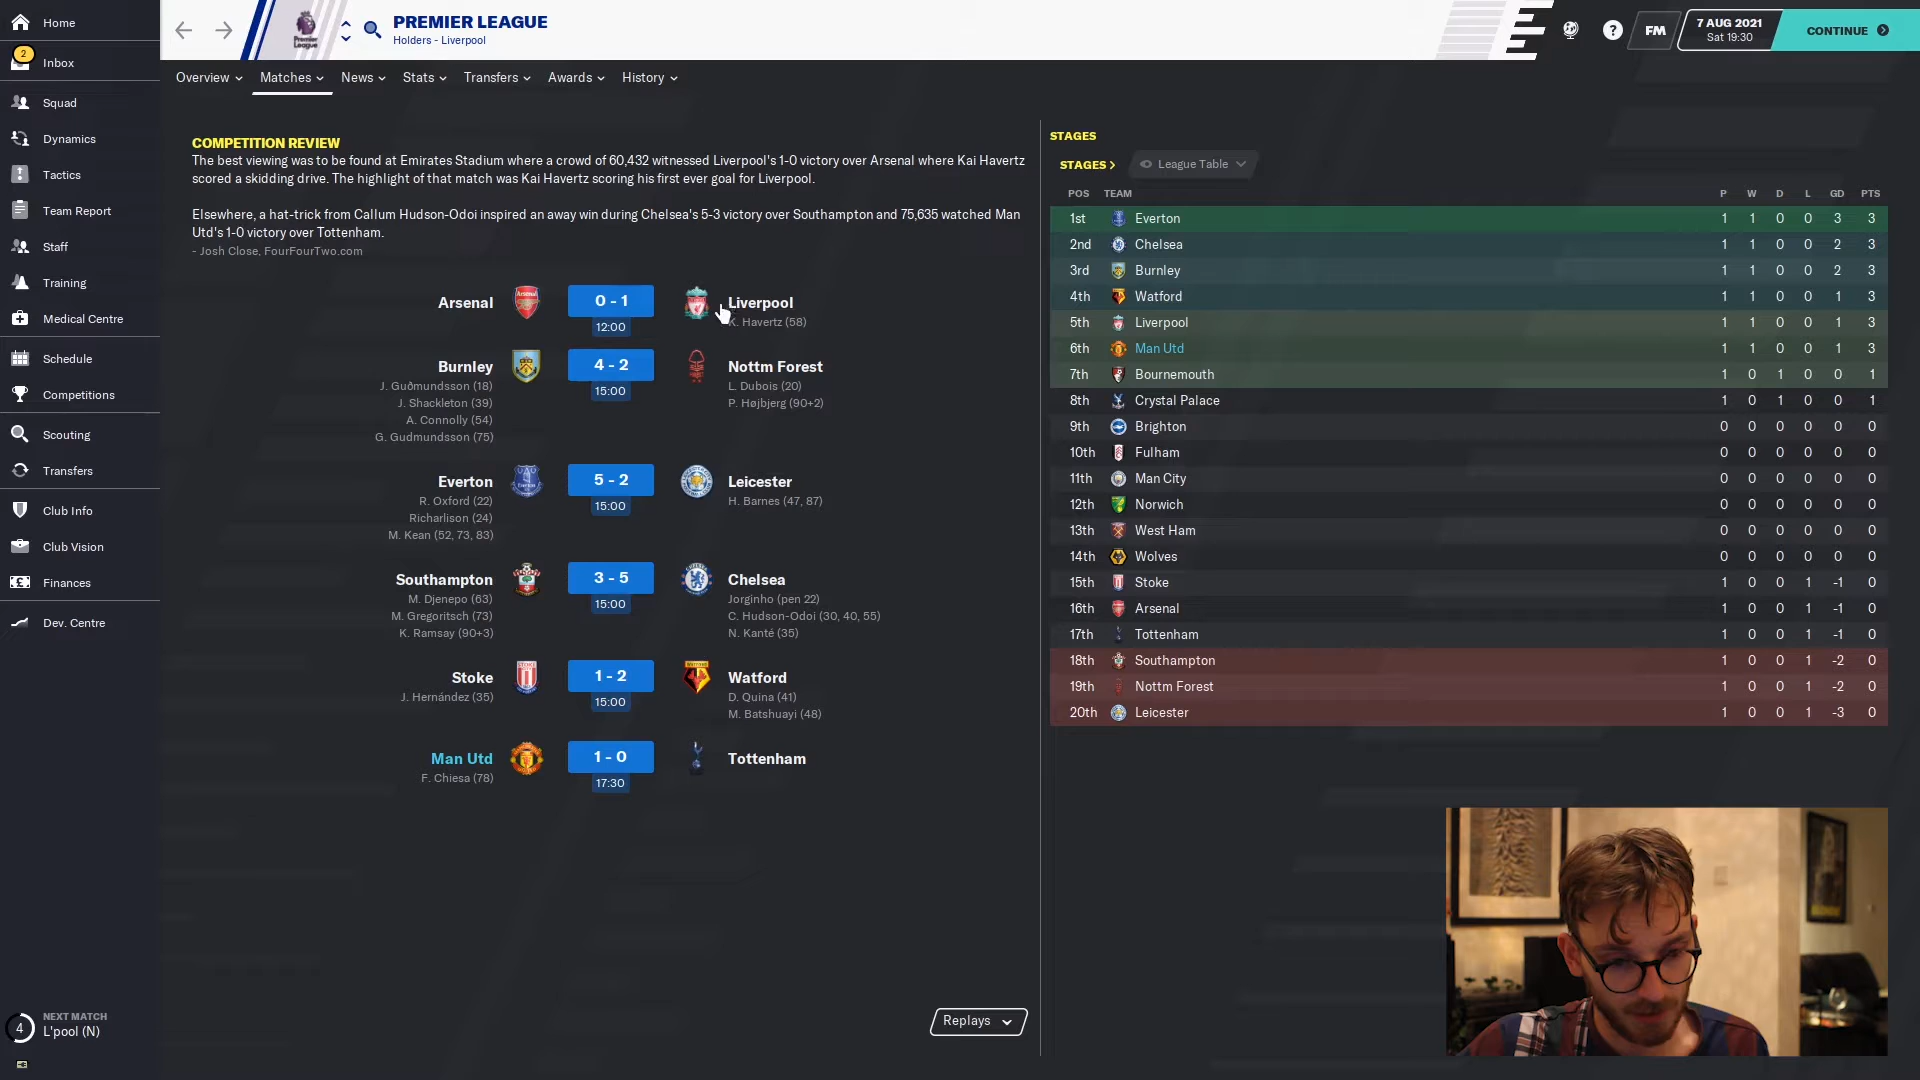 Home
2
Inbox
Squad
Dynamics
Tactics
Team Report
Staff
Training
Medical Centre
Schedule
Competitions
Scouting
Transfers
Club Info
Club Vision
Finances
Dev. Centre
4
NEXT MATCH
L'pool (N)
Premier League
PREMIER LEAGUE
Holders - Liverpool
?
FM
7 AUG 2021
Sat 19:30
CONTINUE
Overview Matches News Stats Transfers Awards History
COMPETITION REVIEW
The best viewing was to be found at Emirates Stadium where a crowd of 60,432 witnessed Liverpool's 1-0 victory over Arsenal where Kai Havertz
scored a skidding drive. The highlight of that match was Kai Havertz scoring his first ever goal for Liverpool.
Elsewhere, a hat-trick from Callum Hudson-Odoi inspired an away win during Chelsea's 5-3 victory over Southampton and 75,635 watched Man
Utd's 1-0 victory over Tottenham.
- Josh Close, FourFourTwo.com
Arsenal 0 - 1 Liverpool
12:00 K. Havertz (58)
Burnley 4 - 2 Nottm Forest
J. Guðmundsson (18) 15:00 L. Dubois (20)
J. Shackleton (39) P. Højbjerg (90+2)
A. Connolly (54)
G. Gudmundsson (75)
Everton 5 - 2 Leicester
R. Oxford (22) 15:00 H. Barnes (47, 87)
Richarlison (24)
M. Kean (52, 73, 83)
Southampton 3 - 5 Chelsea
M. Djenepo (63) 15:00 Jorginho (pen 22)
M. Gregoritsch (73) C. Hudson-Odoi (30, 40, 55)
K. Ramsay (90+3) N. Kanté (35)
Stoke 1 - 2 Watford
J. Hernández (35) 15:00 D. Quina (41)
M. Batshuayi (48)
Man Utd 1 - 0 Tottenham
F. Chiesa (78) 17:30
Replays
STAGES
STAGES > League Table
POS TEAM P W D L GD PTS
1st Everton 1 1 0 0 3 3
2nd Chelsea 1 1 0 0 2 3
3rd Burnley 1 1 0 0 2 3
4th Watford 1 1 0 0 1 3
5th Liverpool 1 1 0 0 1 3
6th Man Utd 1 1 0 0 1 3
7th Bournemouth 1 0 1 0 0 1
8th Crystal Palace 1 0 1 0 0 1
9th Brighton 0 0 0 0 0 0
10th Fulham 0 0 0 0 0 0
11th Man City 0 0 0 0 0 0
12th Norwich 0 0 0 0 0 0
13th West Ham 0 0 0 0 0 0
14th Wolves 0 0 0 0 0 0
15th Stoke 1 0 0 1 -1 0
16th Arsenal 1 0 0 1 -1 0
17th Tottenham 1 0 0 1 -1 0
18th Southampton 1 0 0 1 -2 0
19th Nottm Forest 1 0 0 1 -2 0
20th Leicester 1 0 0 1 -3 0